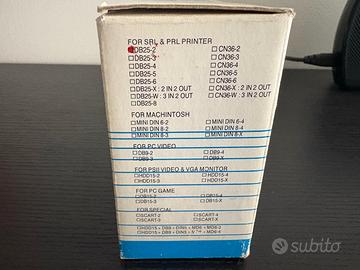 FOR SRL & PRL PRINTER
DB25-2 CN36-2
DB25-3 CN36-3
DB25-4 CN36-4
DB25-5 CN36-5
DB25-6 CN36-6
DB25-X : 2 IN 2 OUT CN36-X : 2 IN 2 OUT
DB25-W : 3 IN 2 OUT CN36-W : 3 IN 2 OUT
DB25-8
FOR MACHINTOSH
MINI DIN 6-2 MINI DIN 6-4
MINI DIN 8-2 MINI DIN 8-4
MINI DIN 8-3 MINI DIN 8-X
FOR PC VIDEO
DB9-2 DB9-4
DB9-3 DB9-X
FOR PSII VIDEO & VGA MONITOR
HDD15-2 HDD15-4
HDD15-3 HDD15-X
FOR PC GAME
DB15-2 DB15-4
DB15-3 DB15-X
FOR SPECIAL
SCART-2 SCART-4
SCART-3 SCART-X
HDD15 + DB9 + DIN5 + MD6 - 2
subito